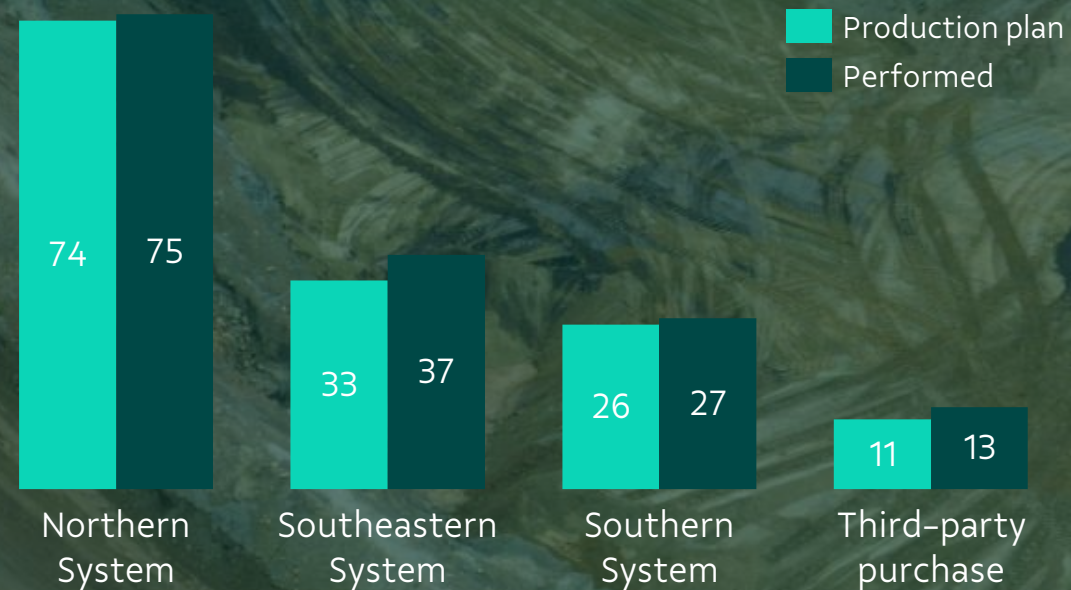 Production plan
Performed
74
75
33
37
26
27
11
13
Northern
System
Southeastern
System
Southern
System
Third-party
purchase